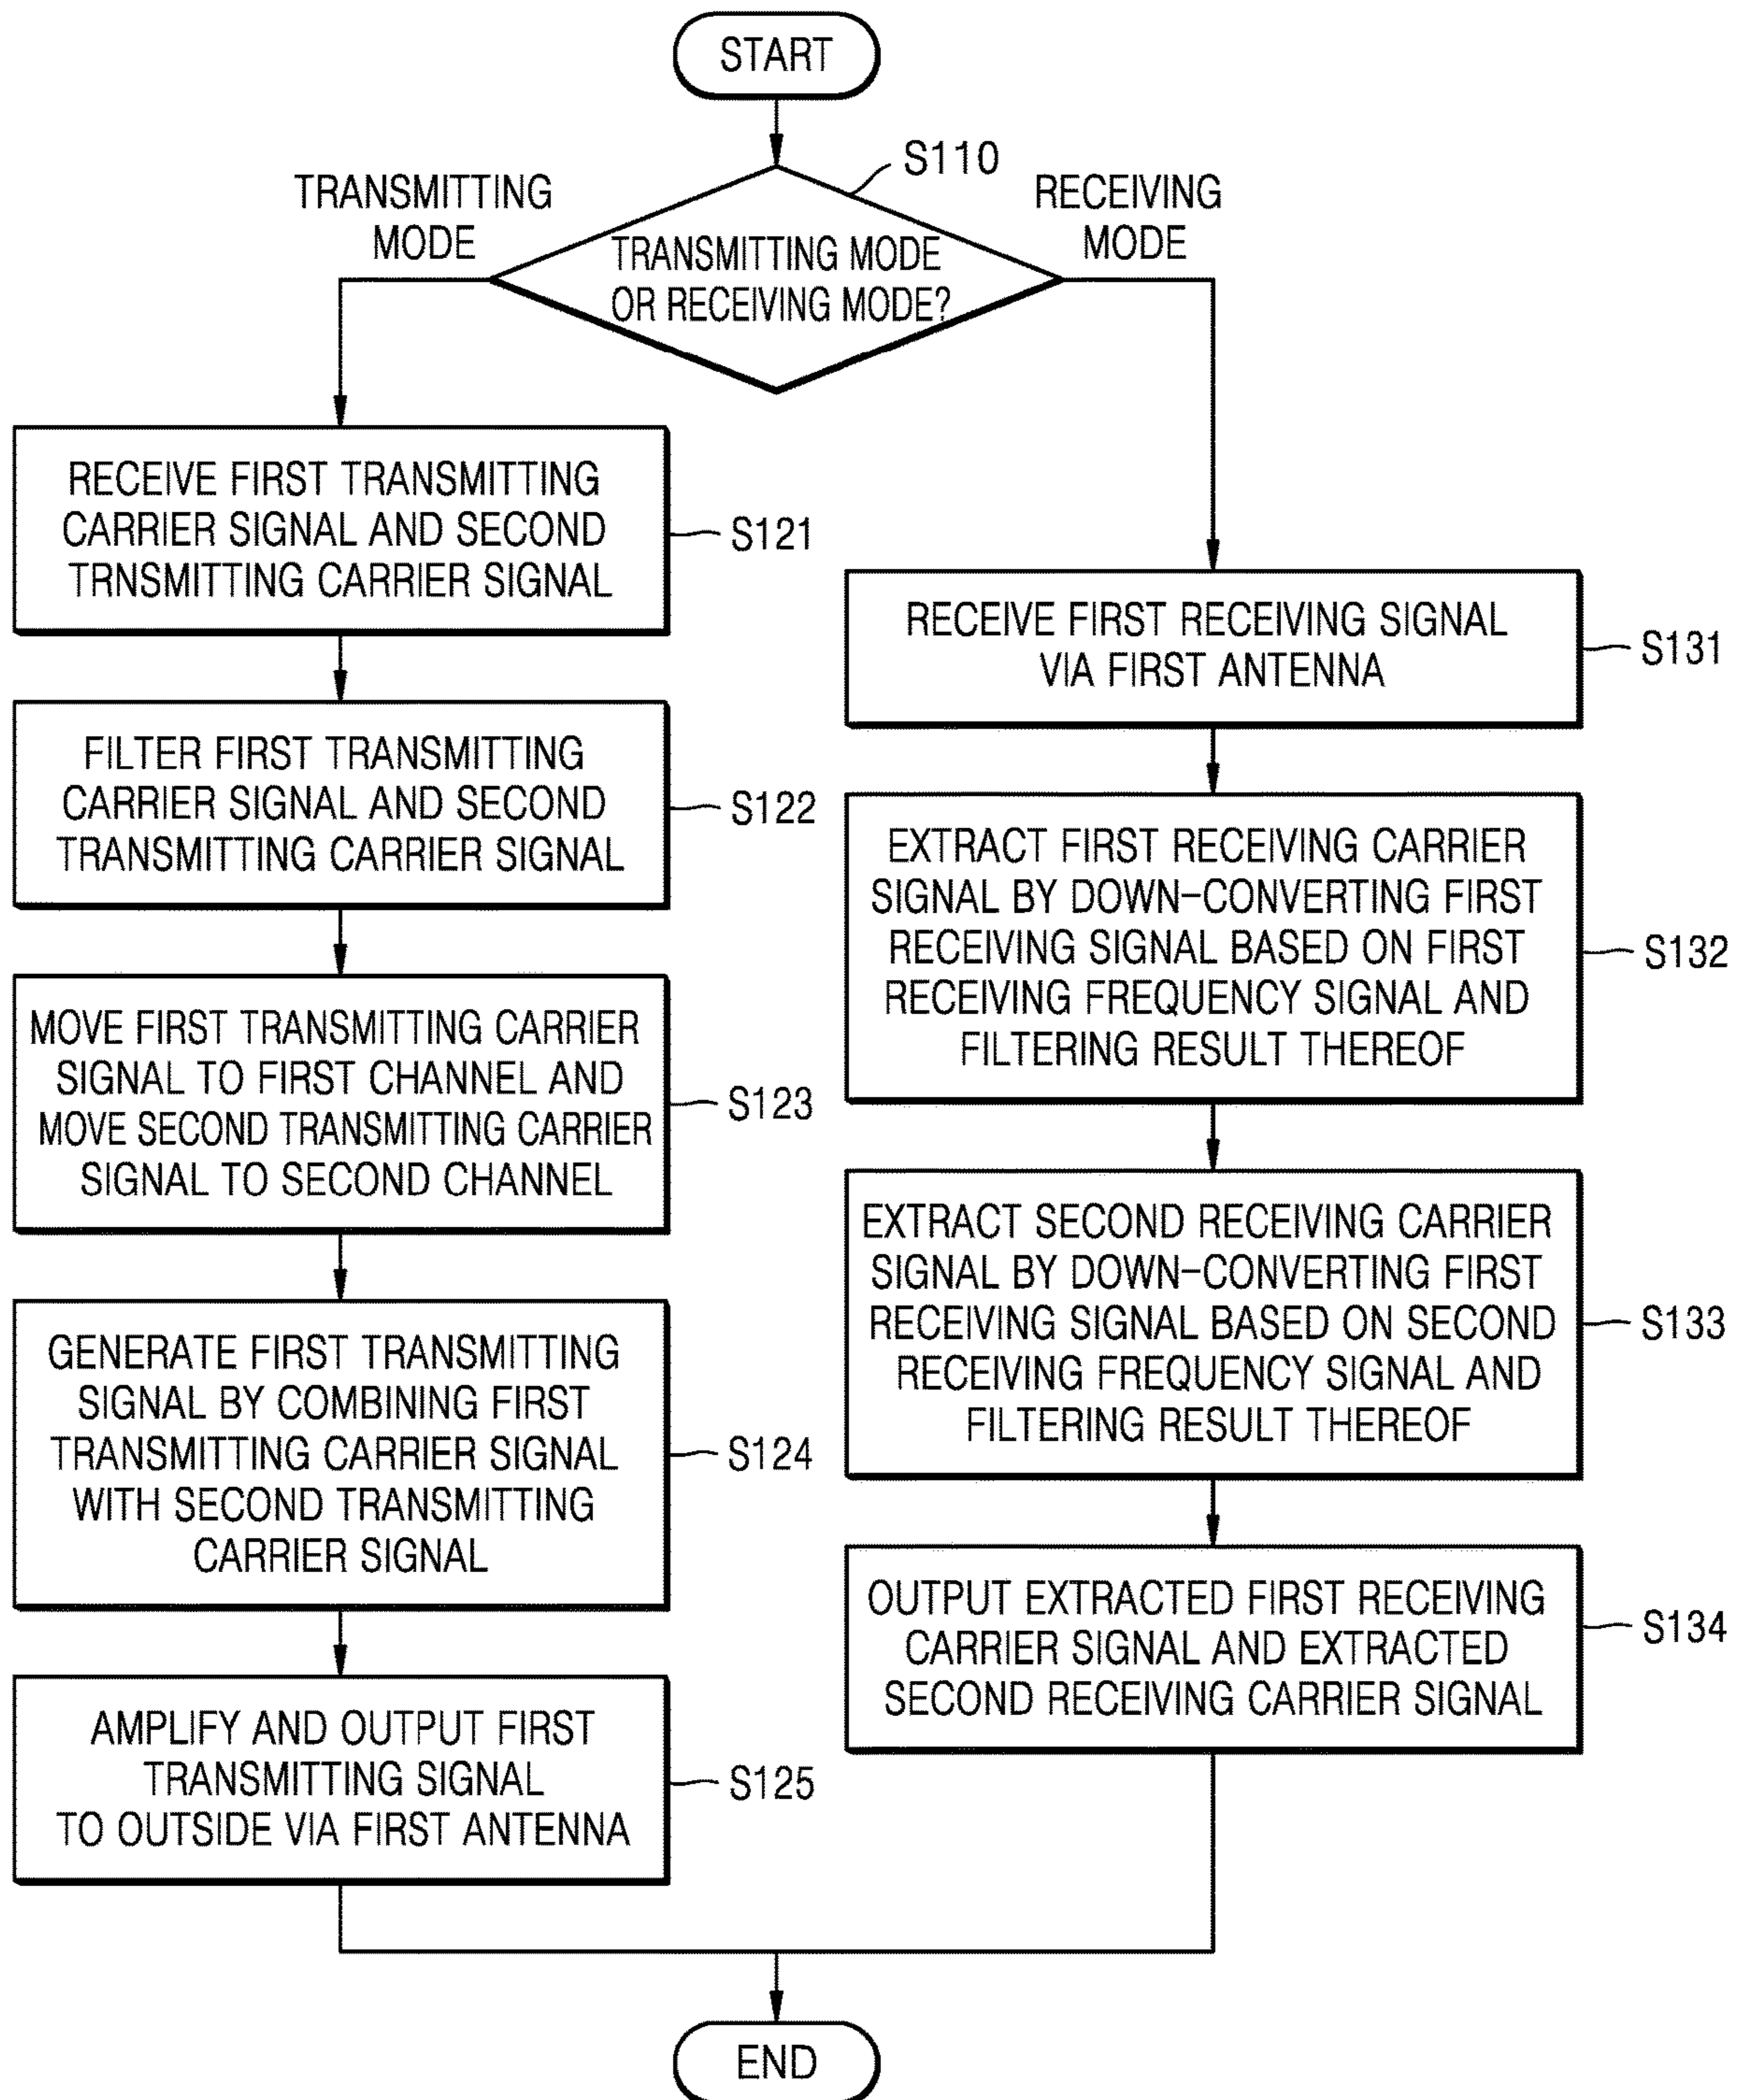 START
S110
TRANSMITTING
MODE
RECEIVING
MODE
TRANSMITTING MODE
OR RECEIVING MODE?
RECEIVE FIRST TRANSMITTING
CARRIER SIGNAL AND SECOND
TRNSMITTING CARRIER SIGNAL
S121
FILTER FIRST TRANSMITTING
CARRIER SIGNAL AND SECOND
TRANSMITTING CARRIER SIGNAL
S122
MOVE FIRST TRANSMITTING CARRIER
SIGNAL TO FIRST CHANNEL AND
MOVE SECOND TRANSMITTING CARRIER
SIGNAL TO SECOND CHANNEL
S123
GENERATE FIRST TRANSMITTING
SIGNAL BY COMBINING FIRST
TRANSMITTING CARRIER SIGNAL
WITH SECOND TRANSMITTING
CARRIER SIGNAL
S124
AMPLIFY AND OUTPUT FIRST
TRANSMITTING SIGNAL
TO OUTSIDE VIA FIRST ANTENNA
S125
RECEIVE FIRST RECEIVING SIGNAL
VIA FIRST ANTENNA
S131
EXTRACT FIRST RECEIVING CARRIER
SIGNAL BY DOWN-CONVERTING FIRST
RECEIVING SIGNAL BASED ON FIRST
RECEIVING FREQUENCY SIGNAL AND
FILTERING RESULT THEREOF
S132
EXTRACT SECOND RECEIVING CARRIER
SIGNAL BY DOWN-CONVERTING FIRST
RECEIVING SIGNAL BASED ON SECOND
RECEIVING FREQUENCY SIGNAL AND
FILTERING RESULT THEREOF
S133
OUTPUT EXTRACTED FIRST RECEIVING
CARRIER SIGNAL AND EXTRACTED
SECOND RECEIVING CARRIER SIGNAL
S134
END